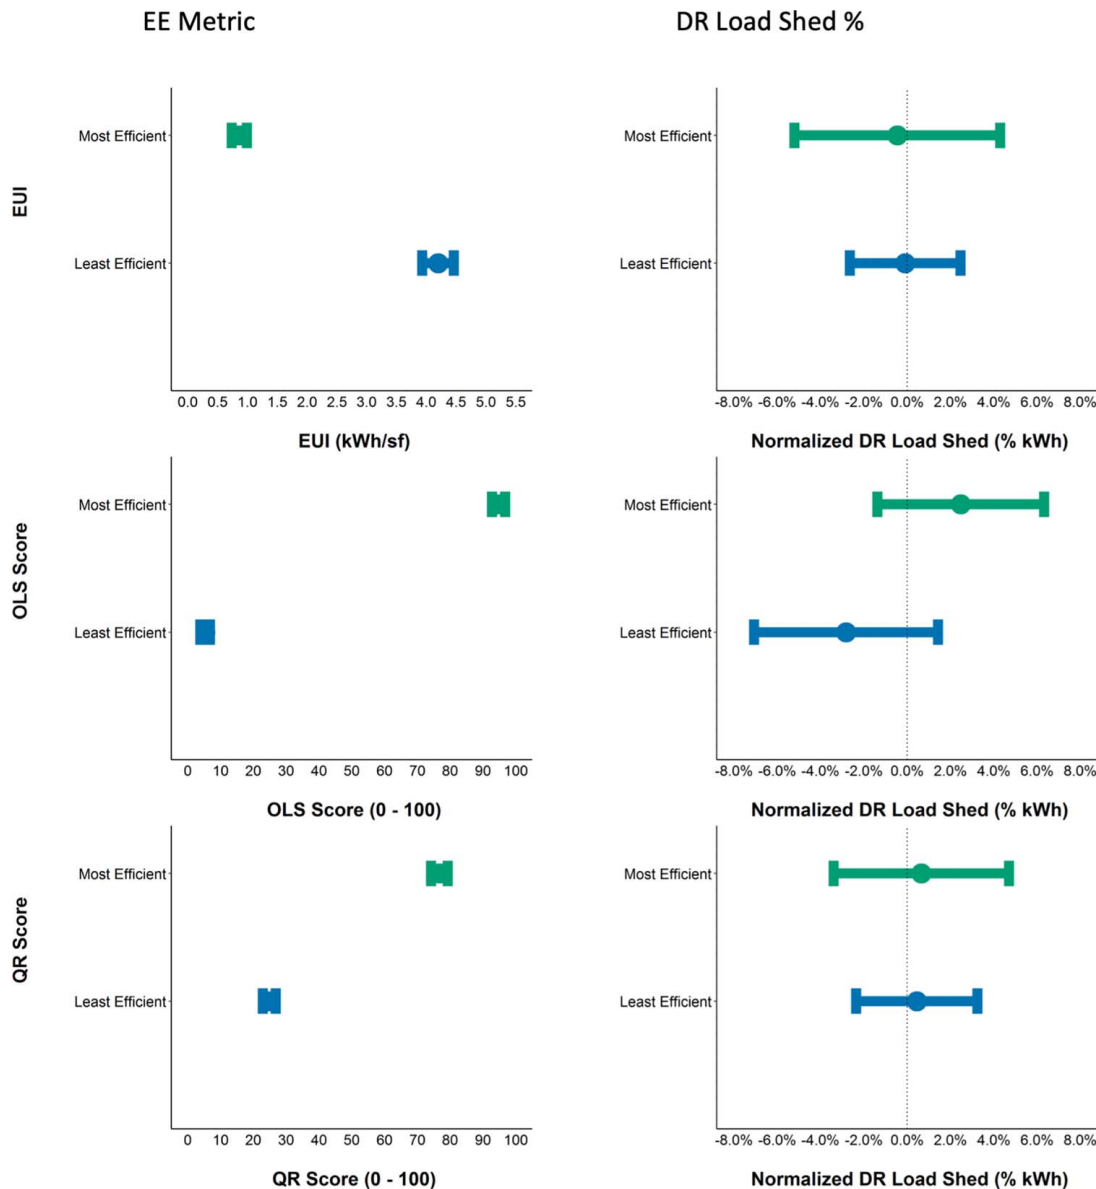 EE Metric
DR Load Shed %
EUI
Most Efficient
Least Efficient
0.0 0.5 1.0 1.5 2.0 2.5 3.0 3.5 4.0 4.5 5.0 5.5
EUI (kWh/sf)
Most Efficient
Least Efficient
-8.0% -6.0% -4.0% -2.0% 0.0% 2.0% 4.0% 6.0% 8.0%
Normalized DR Load Shed (% kWh)
OLS Score
Most Efficient
Least Efficient
0 10 20 30 40 50 60 70 80 90 100
OLS Score (0 - 100)
Most Efficient
Least Efficient
-8.0% -6.0% -4.0% -2.0% 0.0% 2.0% 4.0% 6.0% 8.0%
Normalized DR Load Shed (% kWh)
QR Score
Most Efficient
Least Efficient
0 10 20 30 40 50 60 70 80 90 100
QR Score (0 - 100)
Most Efficient
Least Efficient
-8.0% -6.0% -4.0% -2.0% 0.0% 2.0% 4.0% 6.0% 8.0%
Normalized DR Load Shed (% kWh)